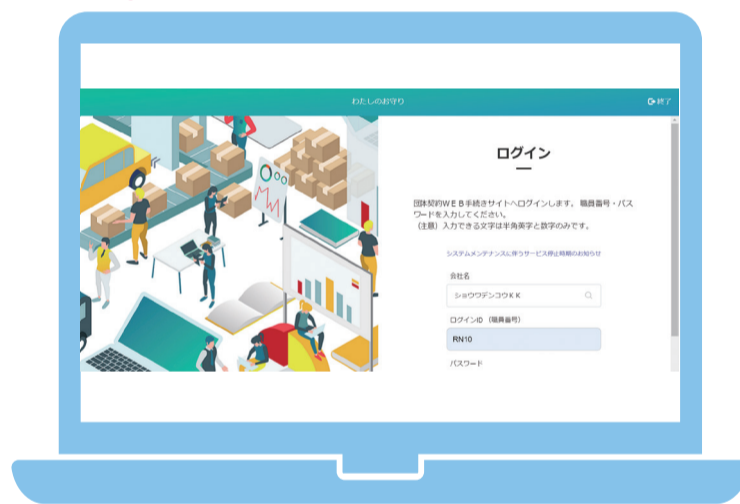 わたしのお守り
終了
ログイン
団体契約ＷＥＢ手続きサイトへログインします。職員番号・パス
ワードを入力してください。
（注意）入力できる文字は半角英字と数字のみです。
システムメンテナンスに伴うサービス停止時期のお知らせ
会社名
ショウワデンコウＫＫ
ログインID （職員番号）
RN10
パスワード